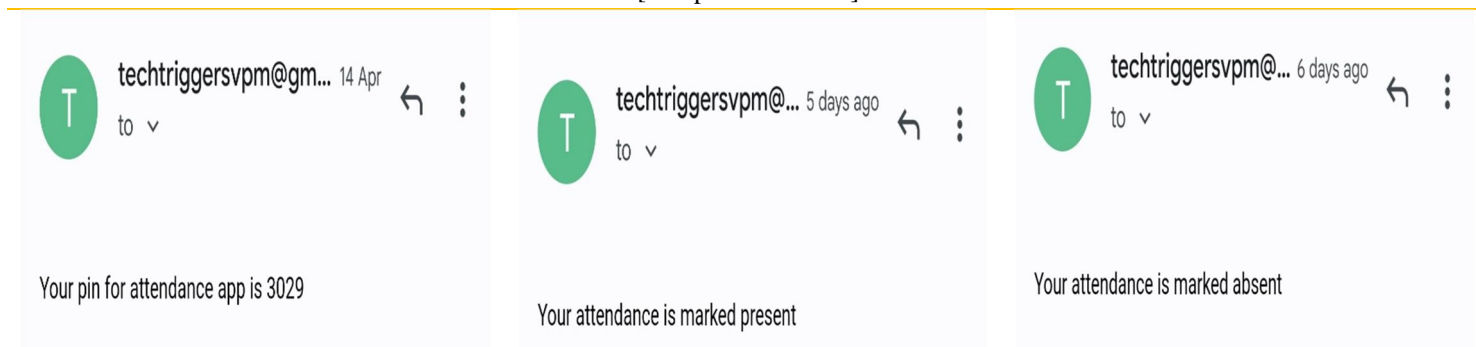 techtriggersvpm@gm... 14 Apr
T
to
Your pin for attendance app is 3029
techtriggersvpm@... 5 days ago
T
to
Your attendance is marked present
techtriggersvpm@... 6 days ago
T
to
Your attendance is marked absent